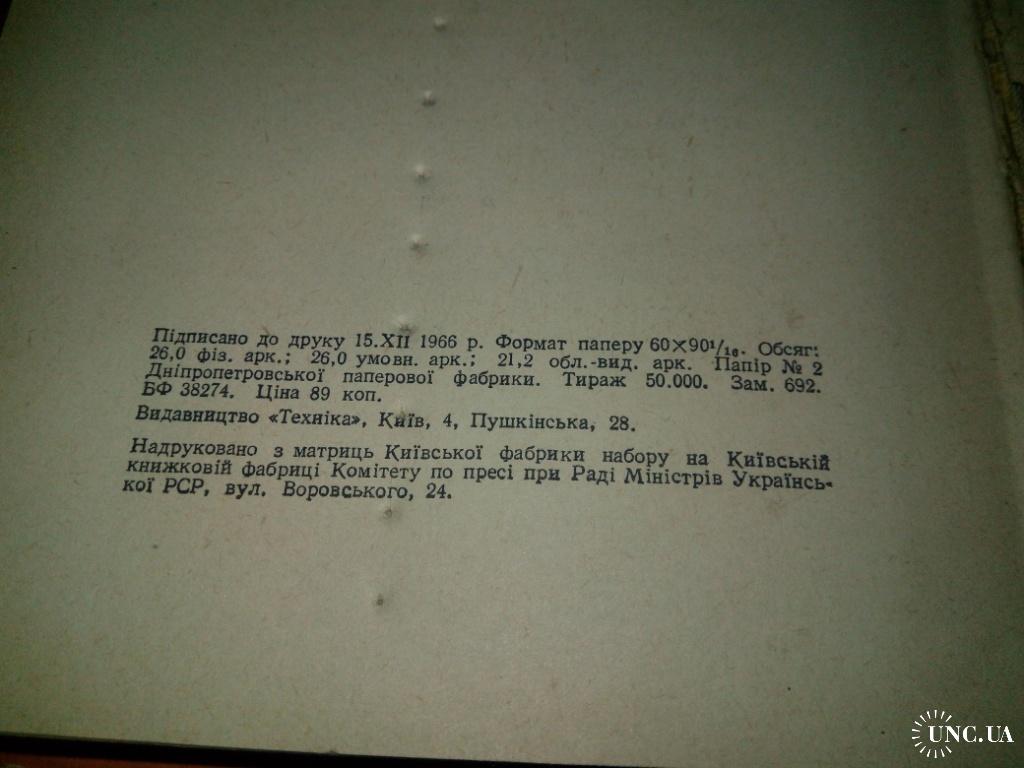 Підписано до друку 15.XII 1966 р. Формат паперу 60×90¹/₁₆. Обсяг:
26,0 фіз. арк.; 26,0 умовн. арк.; 21,2 обл.-вид. арк. Папір № 2
Дніпропетровської паперової фабрики. Тираж 50.000. Зам. 692.
БФ 38274. Ціна 89 коп.
Видавництво «Техніка», Київ, 4, Пушкінська, 28.
Надруковано з матриць Київської фабрики набору на Київській
книжковій фабриці Комітету по пресі при Раді Міністрів Українсь-
кої РСР, вул. Воровського, 24.
UNC.UA